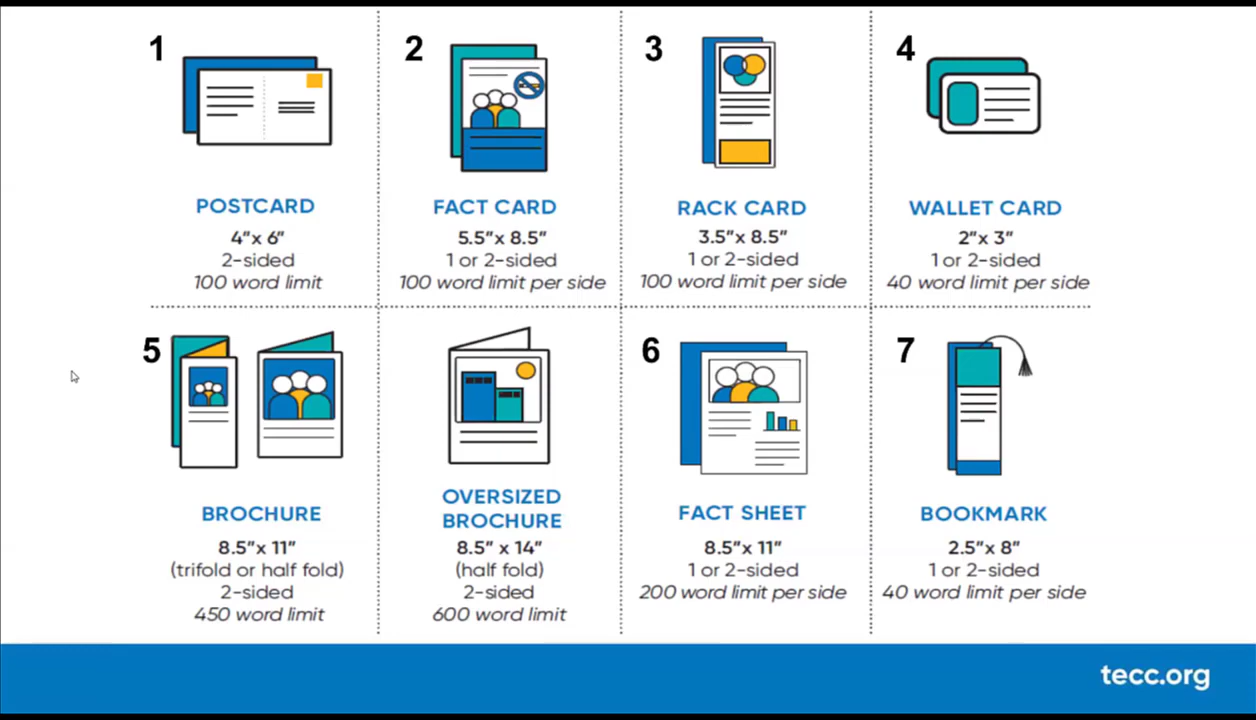 1
POSTCARD
4”x 6”
2-sided
100 word limit
2
FACT CARD
5.5”x 8.5”
1 or 2-sided
100 word limit per side
3
RACK CARD
3.5”x 8.5”
1 or 2-sided
100 word limit per side
4
WALLET CARD
2”x 3”
1 or 2-sided
40 word limit per side
5
BROCHURE
8.5”x 11”
(trifold or half fold)
2-sided
450 word limit
OVERSIZED
BROCHURE
8.5” x 14”
(half fold)
2-sided
600 word limit
6
FACT SHEET
8.5”x 11”
1 or 2-sided
200 word limit per side
7
BOOKMARK
2.5”x 8”
1 or 2-sided
40 word limit per side
tecc.org